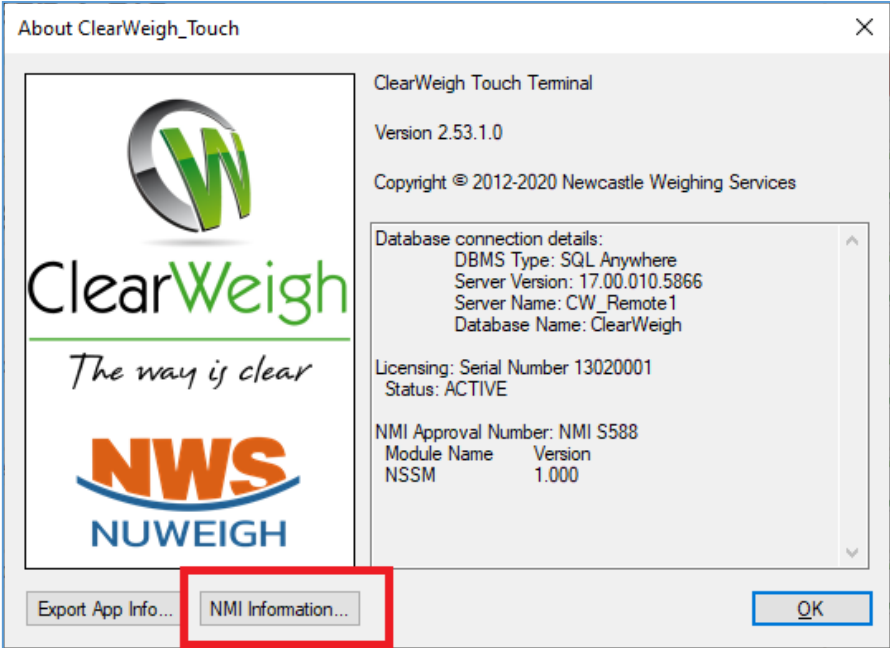 About ClearWeigh_Touch
ClearWeigh
The way is clear
NWS
NUWEIGH
ClearWeigh Touch Terminal
Version 2.53.1.0
Copyright © 2012-2020 Newcastle Weighing Services
Database connection details:
DBMS Type: SQL Anywhere
Server Version: 17.00.010.5866
Server Name: CW_Remote1
Database Name: ClearWeigh
Licensing: Serial Number 13020001
Status: ACTIVE
NMI Approval Number: NMI S588
Module Name Version
NSSM 1.000
Export App Info...
NMI Information...
OK